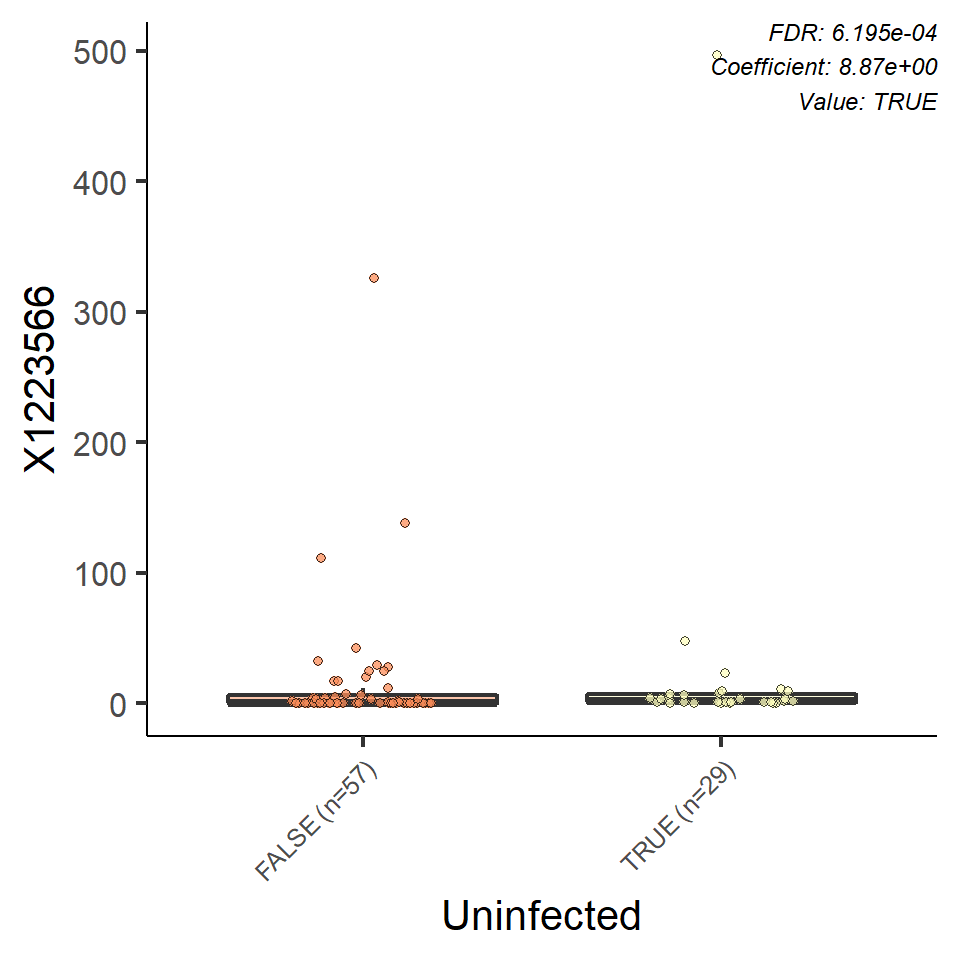 FDR: 6.195e-04
Coefficient: 8.87e+00
Value: TRUE
500
400
300
200
100
0
X1223566
FALSE (n=57)
TRUE (n=29)
Uninfected